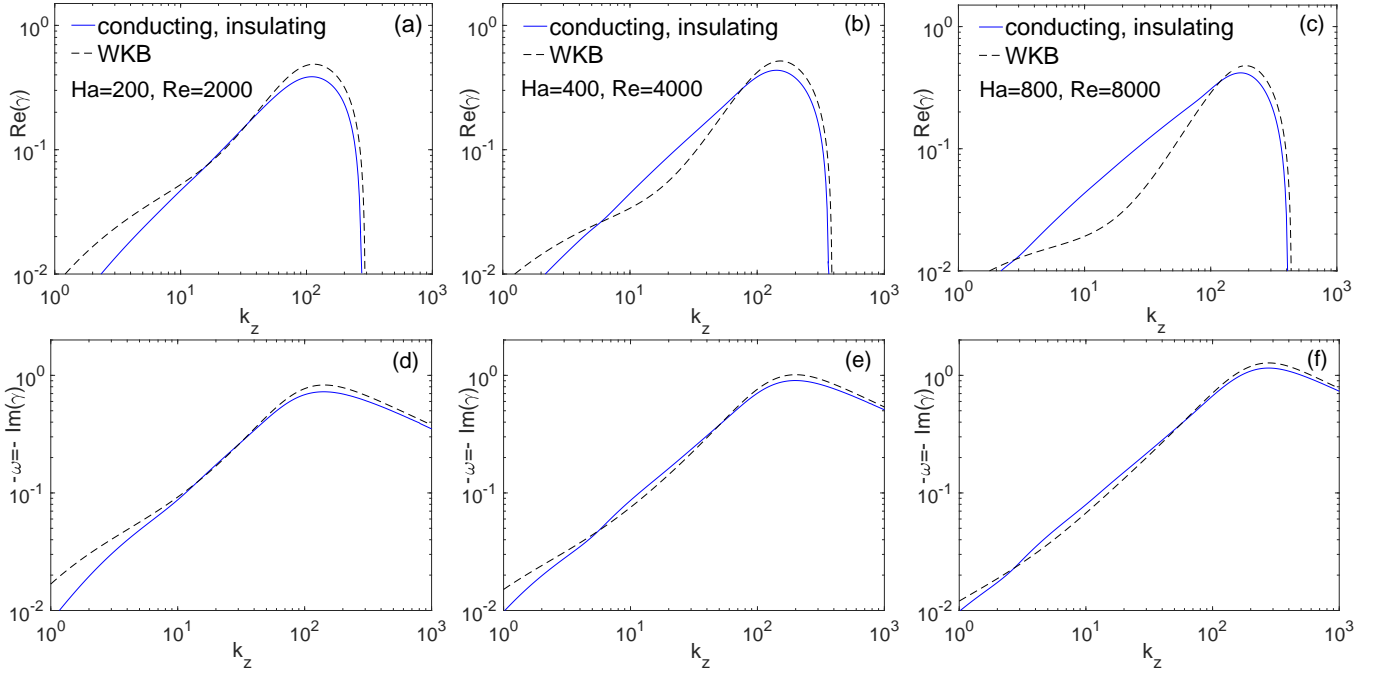 conducting, insulating
WKB
Ha=200, Re=2000
(a)
Re(γ)
10^0
10^-1
10^-2
10^0 10^1 10^2 10^3
k_z
conducting, insulating
WKB
Ha=400, Re=4000
(b)
Re(γ)
10^0
10^-1
10^-2
10^0 10^1 10^2 10^3
k_z
conducting, insulating
WKB
Ha=800, Re=8000
(c)
Re(γ)
10^0
10^-1
10^-2
10^0 10^1 10^2 10^3
k_z
(d)
-ω=- Im(γ)
10^0
10^-1
10^-2
10^0 10^1 10^2 10^3
k_z
(e)
-ω=- Im(γ)
10^0
10^-1
10^-2
10^0 10^1 10^2 10^3
k_z
(f)
-ω=- Im(γ)
10^0
10^-1
10^-2
10^0 10^1 10^2 10^3
k_z